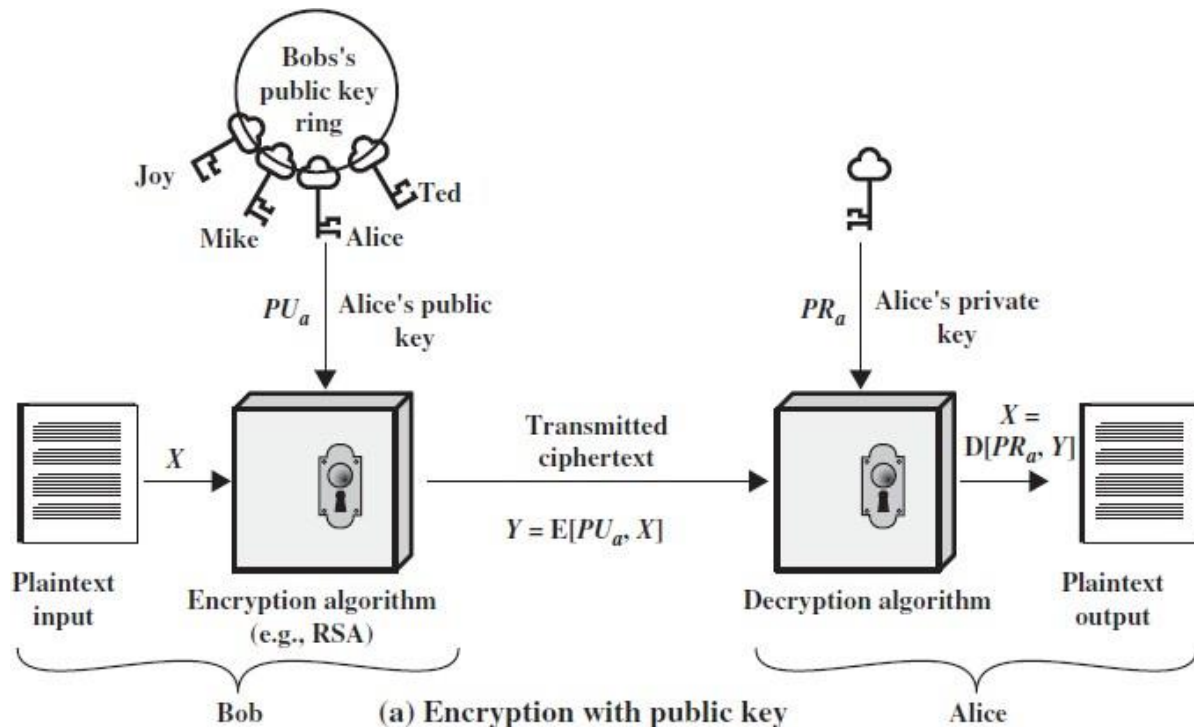 Bobs's
public key
ring
Joy
Mike
Alice
Ted
PUₐ
Alice's public
key
PRₐ
Alice's private
key
X
Transmitted
ciphertext
Y = E[PUₐ, X]
X =
D[PRₐ, Y]
Plaintext
input
Encryption algorithm
(e.g., RSA)
Decryption algorithm
Plaintext
output
Bob
(a) Encryption with public key
Alice